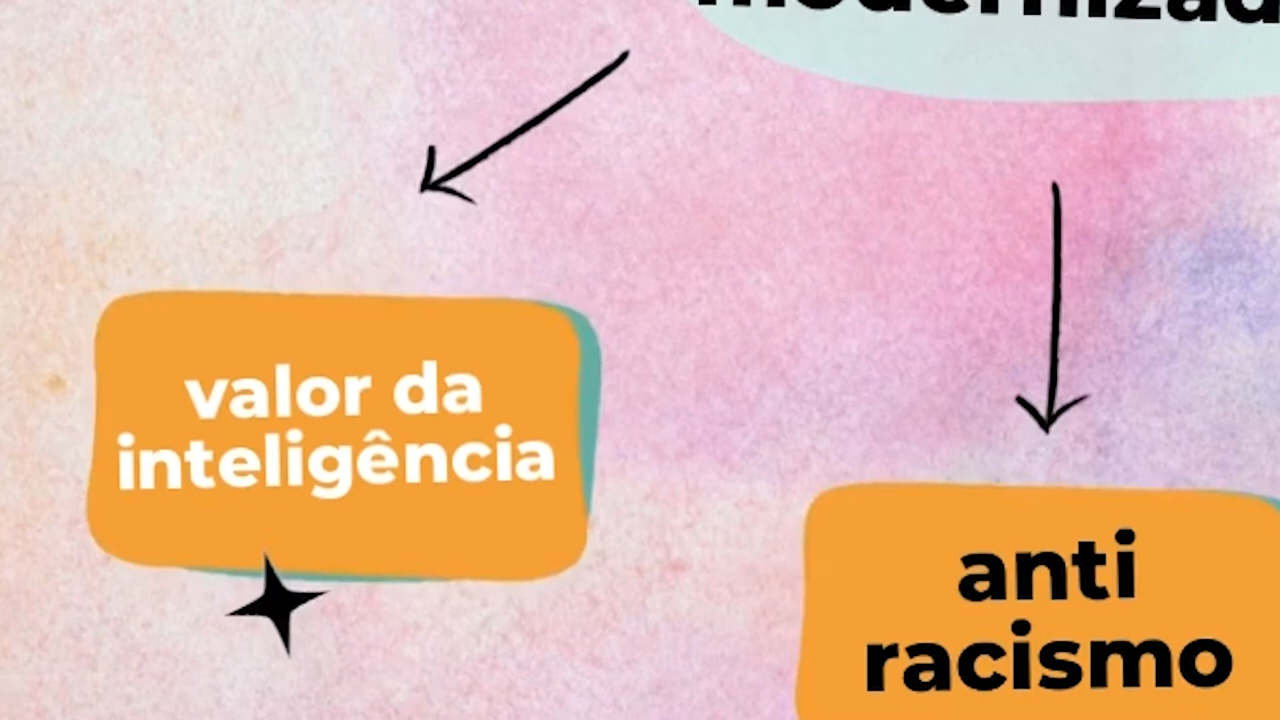 valor da
inteligência
anti
racismo